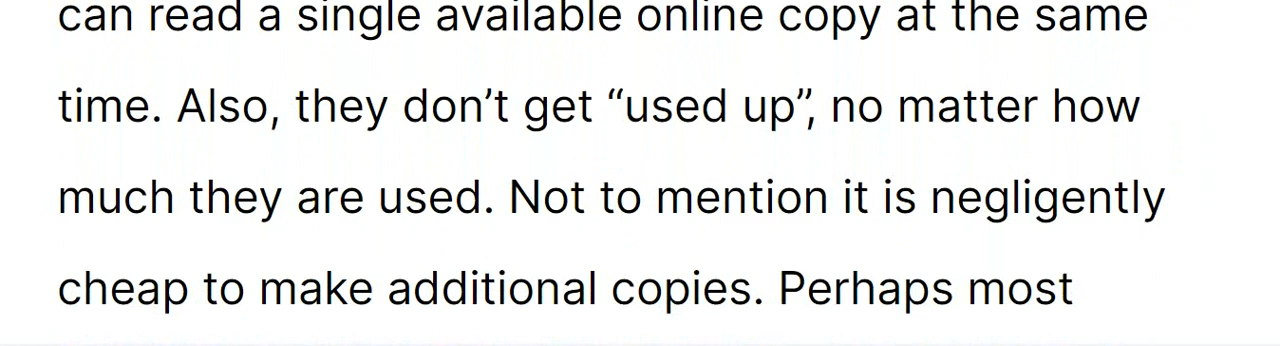 can read a single available online copy at the same
time. Also, they don’t get “used up”, no matter how
much they are used. Not to mention it is negligently
cheap to make additional copies. Perhaps most